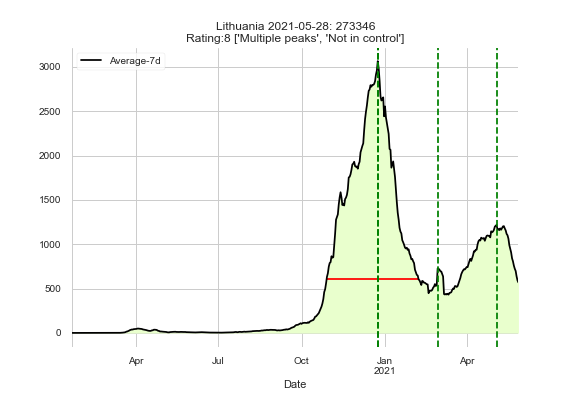 Lithuania 2021-05-28: 273346
Rating:8 ['Multiple peaks', 'Not in control']
Average-7d
3000
2500
2000
1500
1000
500
0
Apr
Jul
Oct
Jan
2021
Apr
Date